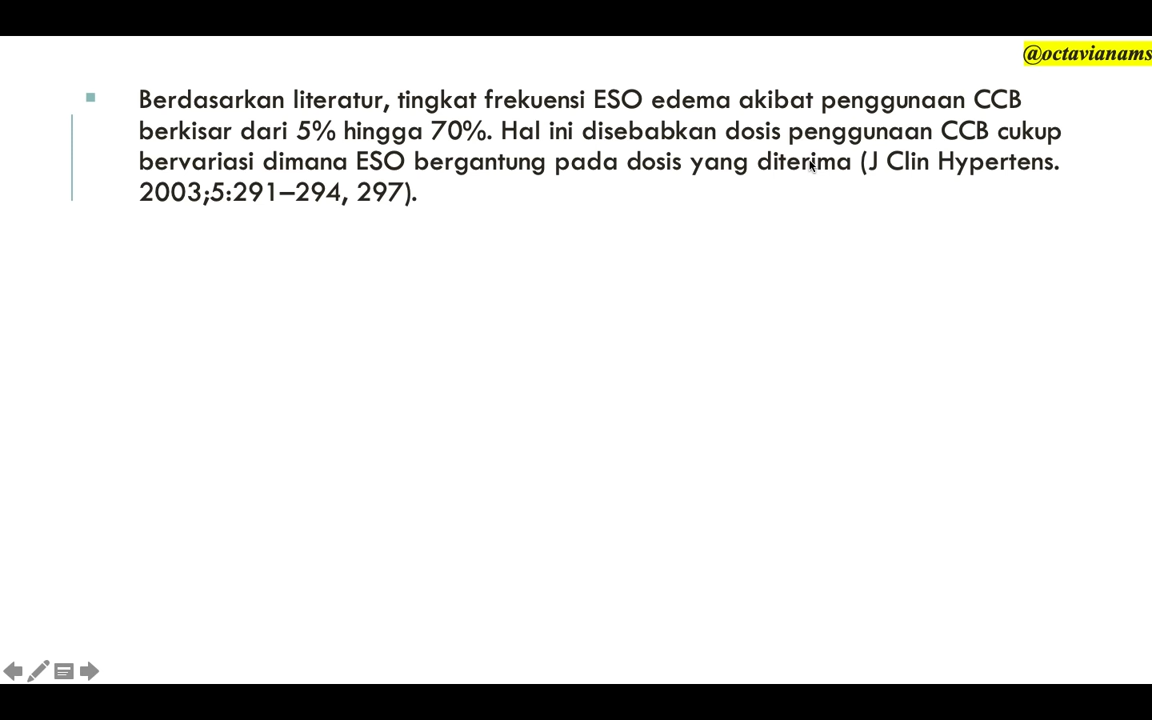 @octavianams
Berdasarkan literatur, tingkat frekuensi ESO edema akibat penggunaan CCB
berkisar dari 5% hingga 70%. Hal ini disebabkan dosis penggunaan CCB cukup
bervariasi dimana ESO bergantung pada dosis yang diterima (J Clin Hypertens.
2003;5:291–294, 297).